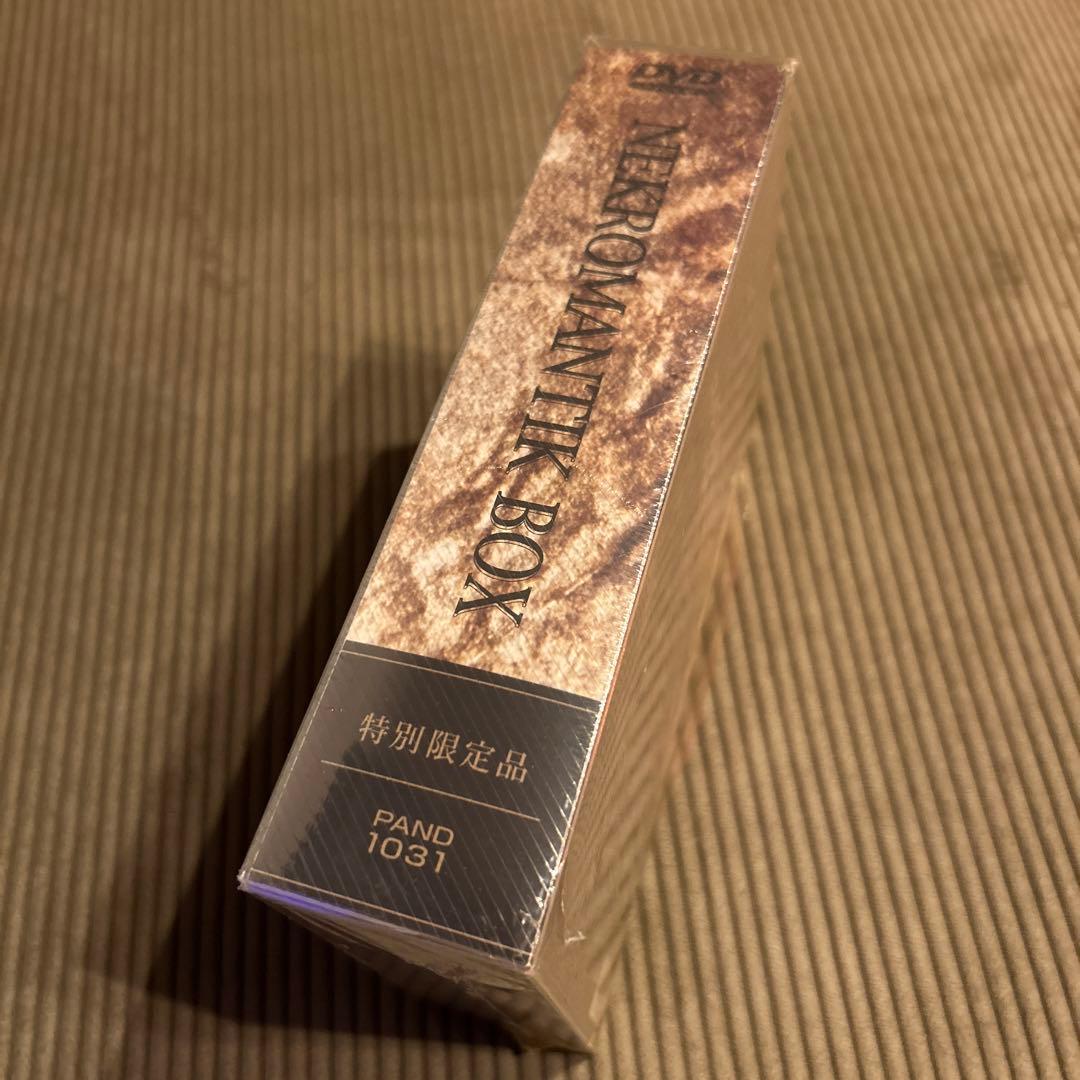 DVD
NEKROMANTIK BOX
特別限定品
PAND
1031